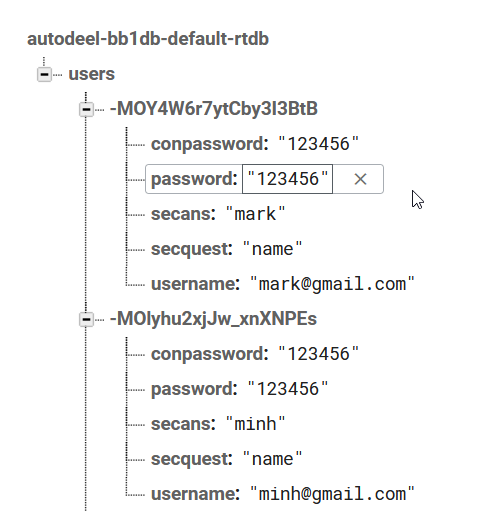 autodeel-bb1db-default-rtdb
users
-MOY4W6r7ytCby3I3BtB
conpassword: "123456"
password: "123456" ×
secans: "mark"
secquest: "name"
username: "mark@gmail.com"
-MOlyhu2xjJw_xnXNPEs
conpassword: "123456"
password: "123456"
secans: "minh"
secquest: "name"
username: "minh@gmail.com"